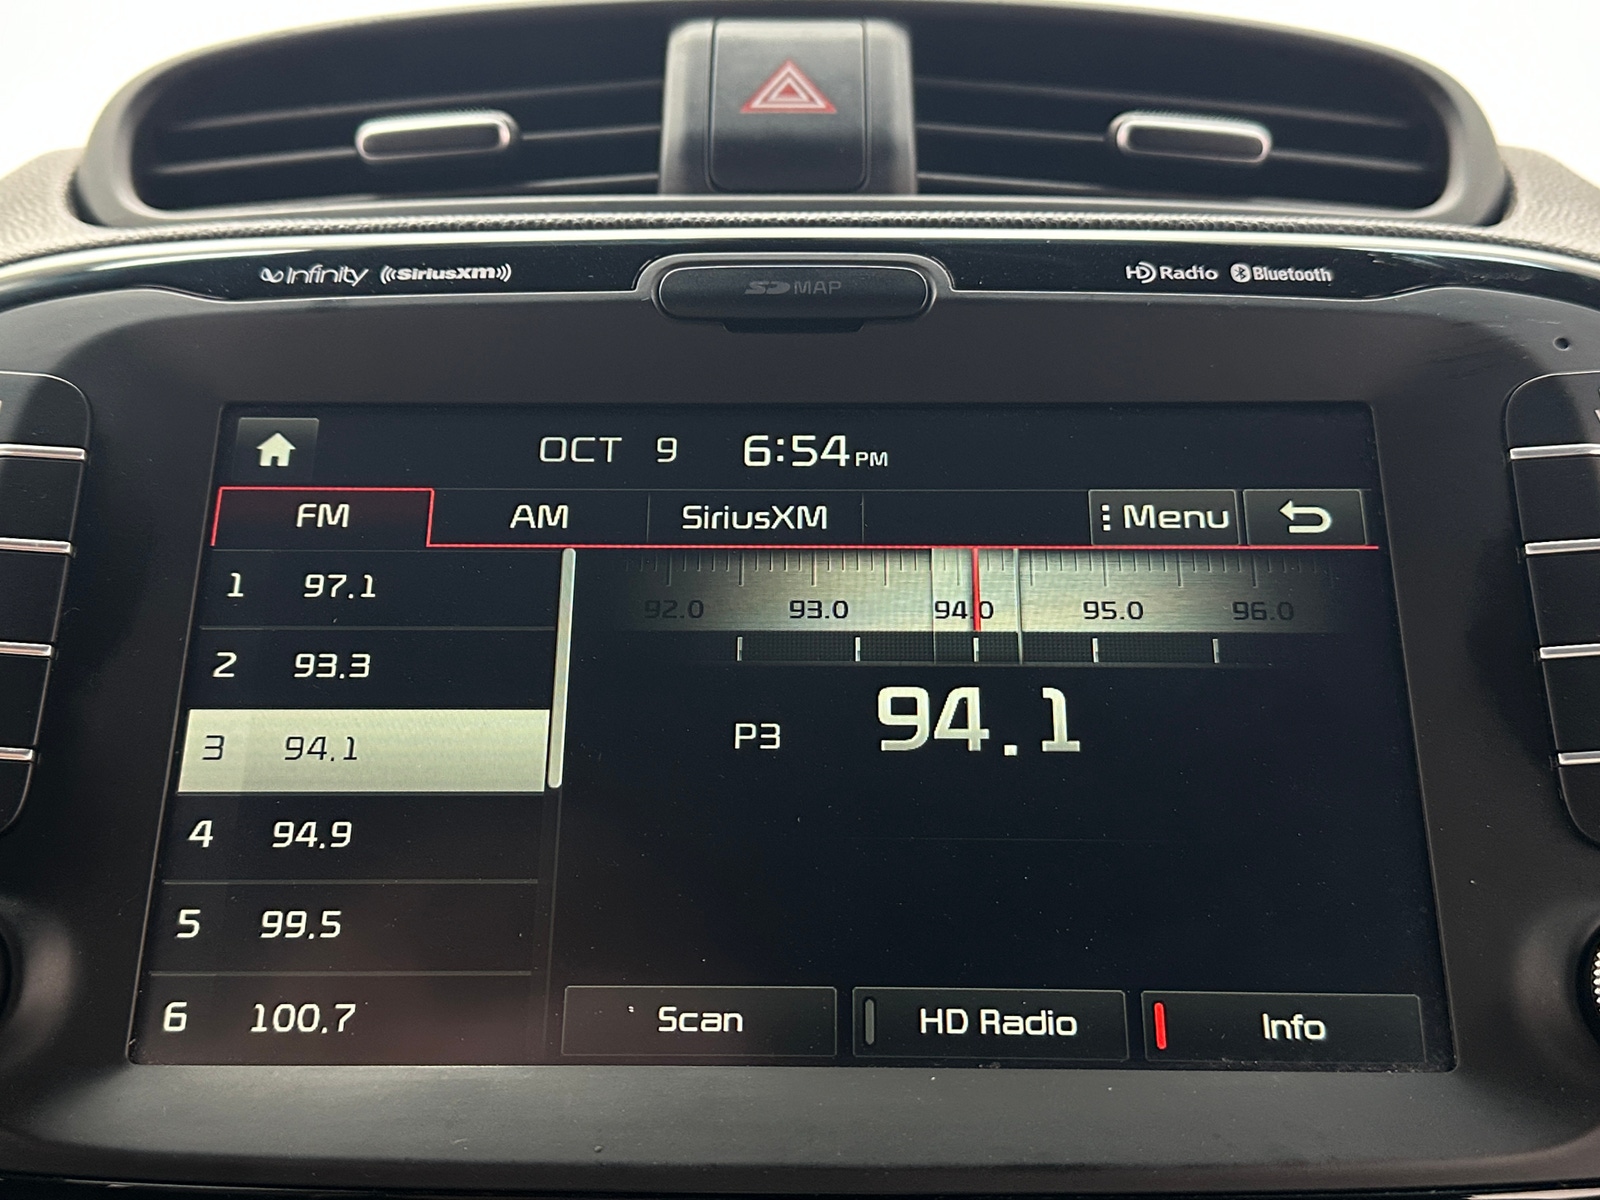 Infinity ((SiriusXM)) SD MAP HD Radio Bluetooth
OCT 9 6:54 PM
FM AM SiriusXM Menu
1 97.1
2 93.3
3 94.1
4 94.9
5 99.5
6 100.7
92.0 93.0 94.0 95.0 96.0
P3 94.1
Scan HD Radio Info